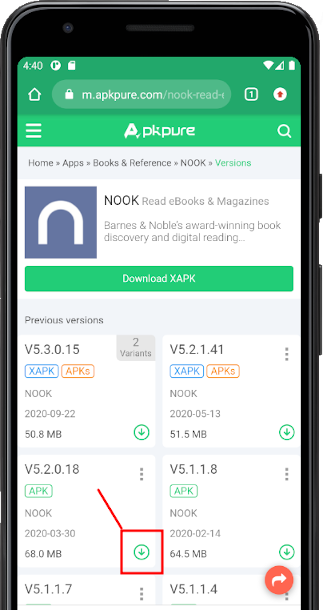 4:40
m.apkpure.com/nook-read-e
1
Apkpure
Home » Apps » Books & Reference » NOOK » Versions
NOOK Read eBooks & Magazines
Barnes & Noble's award-winning book
discovery and digital reading...
Download XAPK
Previous versions
V5.3.0.15
2
Variants
XAPK APKs
NOOK
2020-09-22
50.8 MB
V5.2.1.41
XAPK APKs
NOOK
2020-05-13
51.5 MB
V5.2.0.18
APK
NOOK
2020-03-30
68.0 MB
V5.1.1.8
APK
NOOK
2020-02-14
64.5 MB
V5.1.1.7
V5.1.1.4